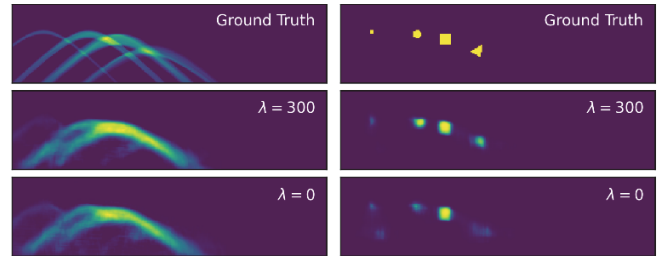 Ground Truth
Ground Truth
λ = 300
λ = 300
λ = 0
λ = 0